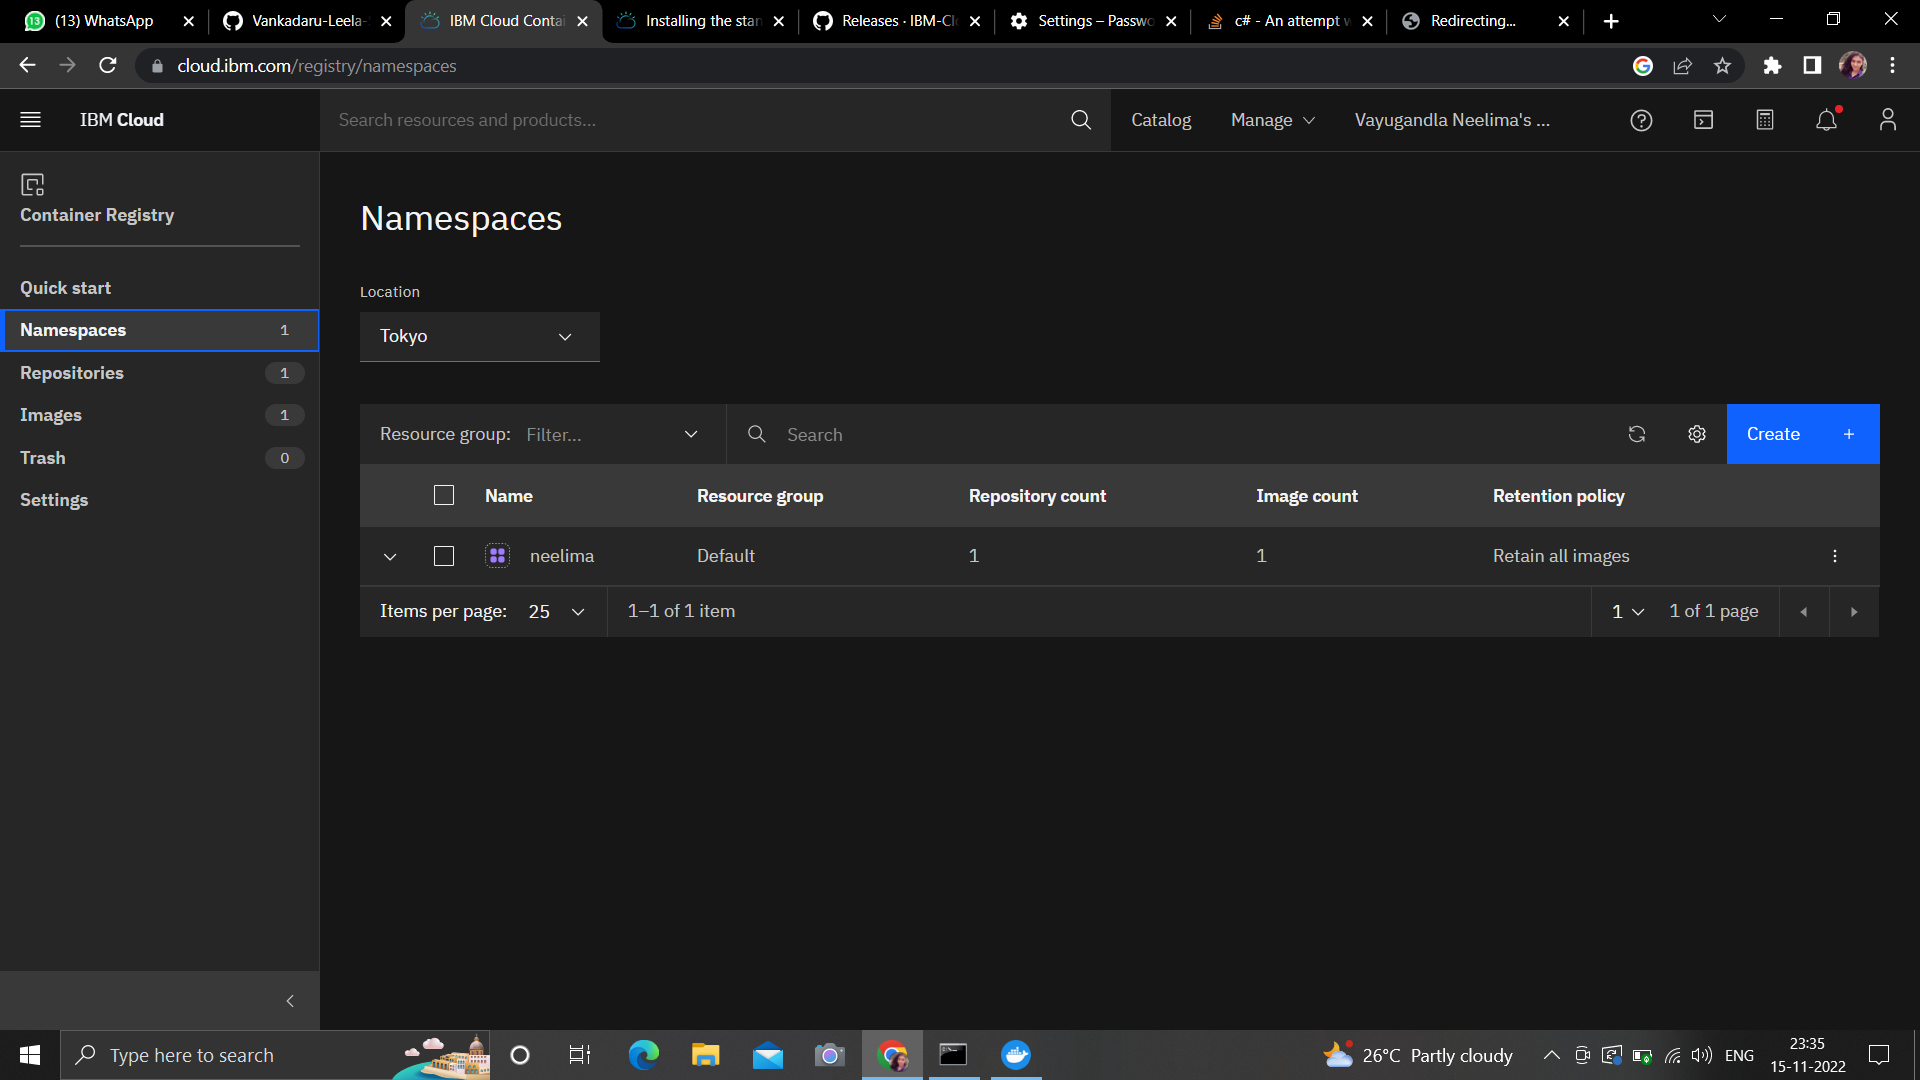 (13) WhatsApp
Vankadaru-Leela-
IBM Cloud Contai
Installing the stan
Releases · IBM-Cl
Settings – Passwo
c# - An attempt w
Redirecting...
cloud.ibm.com/registry/namespaces
IBM Cloud
Search resources and products...
Catalog
Manage
Vayugandla Neelima's ...
Container Registry
Quick start
Namespaces 1
Repositories 1
Images 1
Trash 0
Settings
Namespaces
Location
Tokyo
Resource group: Filter...
Search
Create +
Name Resource group Repository count Image count Retention policy
neelima Default 1 1 Retain all images
Items per page: 25 1–1 of 1 item 1 1 of 1 page
Type here to search
26°C Partly cloudy
ENG
23:35
15-11-2022